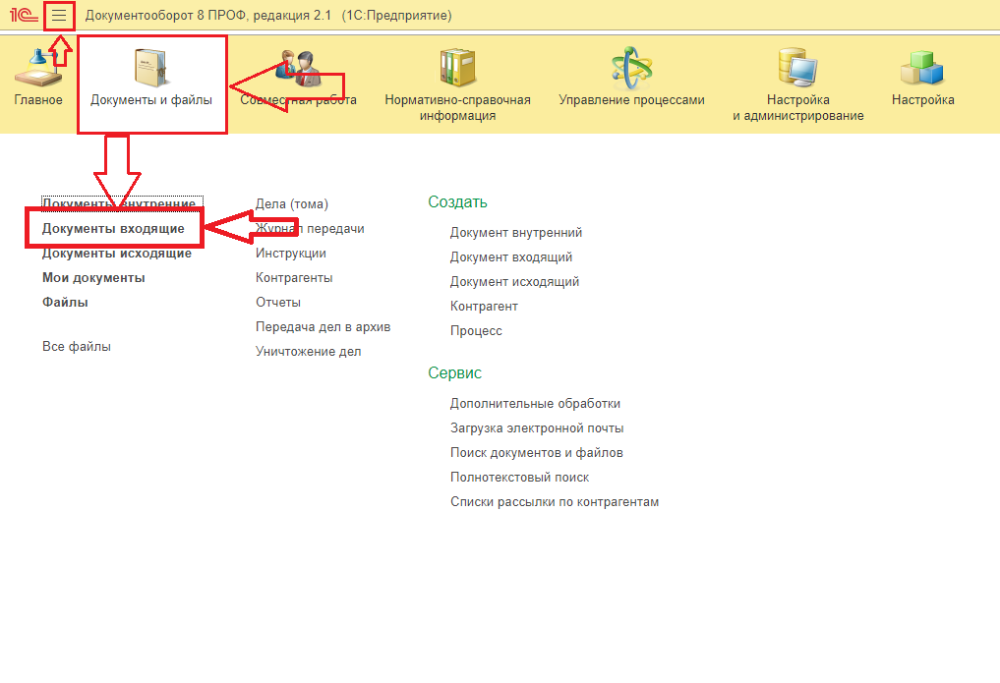 1С Документооборот 8 ПРОФ, редакция 2.1 (1С:Предприятие)
Главное
Документы и файлы
Совместная работа
Нормативно-справочная
информация
Управление процессами
Настройка
и администрирование
Настройка
Документы внутренние
Документы входящие
Документы исходящие
Мои документы
Файлы
Все файлы
Дела (тома)
Журнал передачи
Инструкции
Контрагенты
Отчеты
Передача дел в архив
Уничтожение дел
Создать
Документ внутренний
Документ входящий
Документ исходящий
Контрагент
Процесс
Сервис
Дополнительные обработки
Загрузка электронной почты
Поиск документов и файлов
Полнотекстовый поиск
Списки рассылки по контрагентам